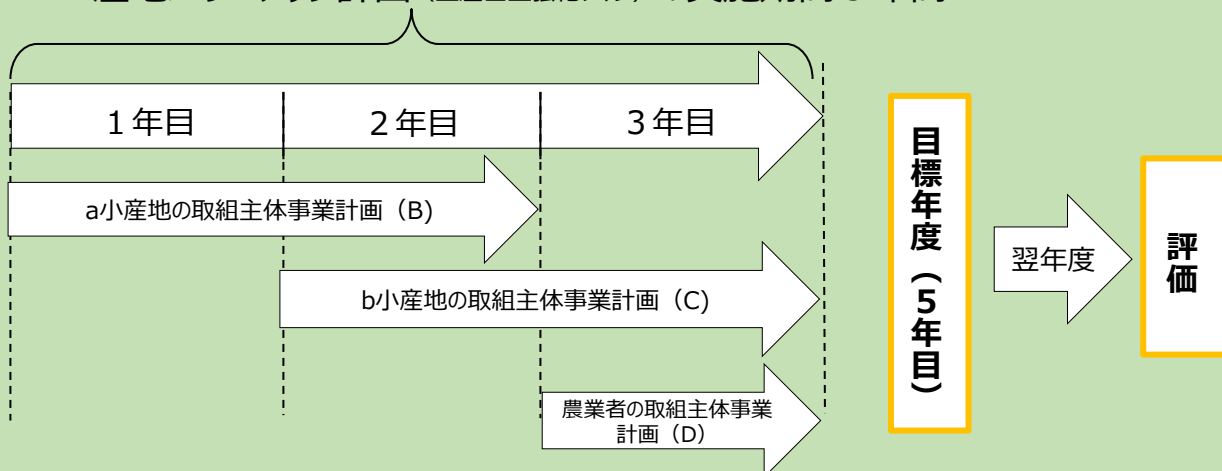 1年目
2年目
3年目
a小産地の取組主体事業計画（B)
b小産地の取組主体事業計画（C)
農業者の取組主体事業
計画（D）
目標年度（5年目）
翌年度
評価